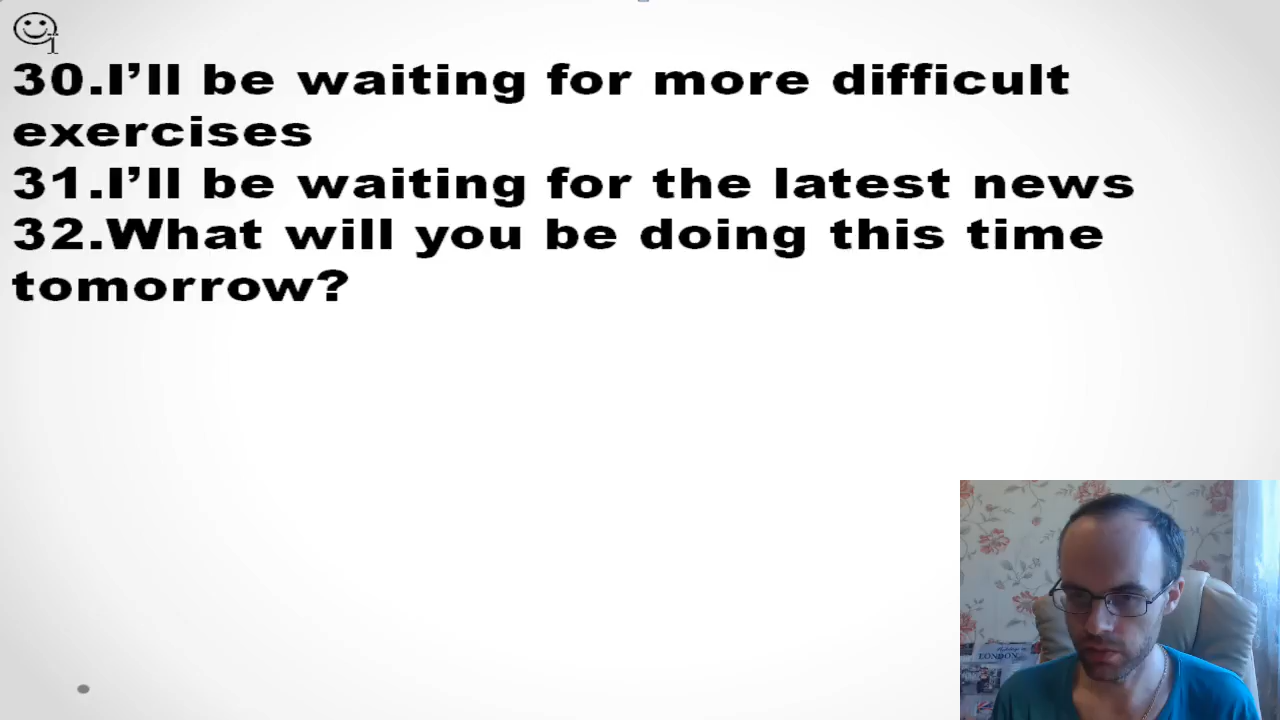 30.I’ll be waiting for more difficult
exercises
31.I’ll be waiting for the latest news
32.What will you be doing this time
tomorrow?
LONDON